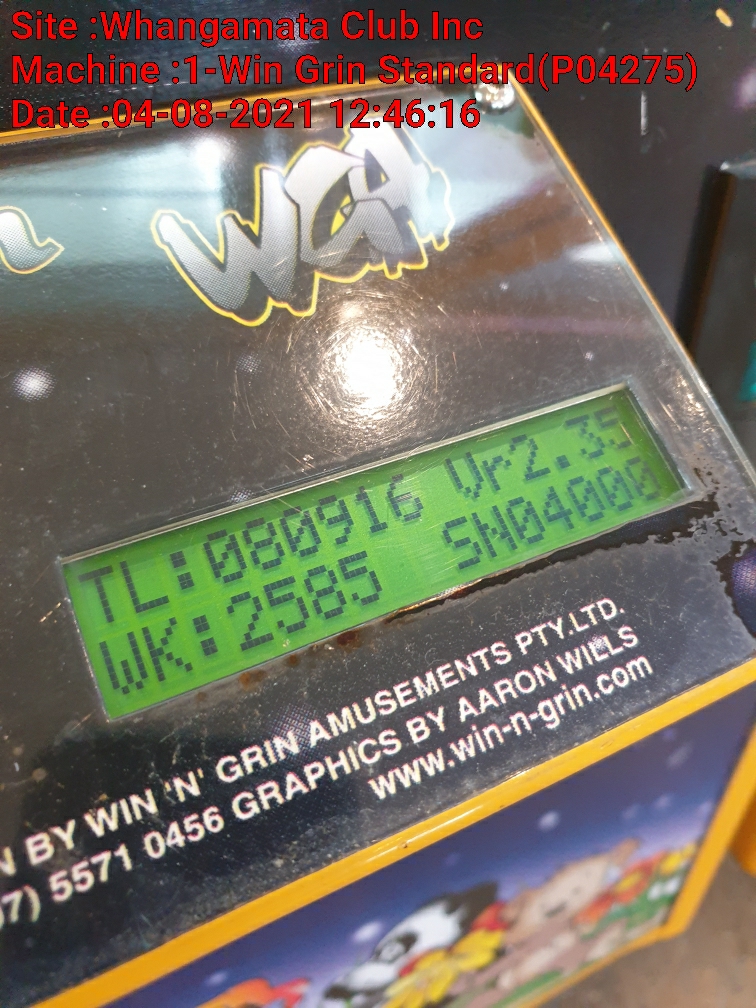 Site :Whangamata Club Inc
Machine :1-Win Grin Standard(P04275)
Date :04-08-2021 12:46:16
TL:080916 Vr2.35
WK:2585 SN04000
N BY WIN 'N' GRIN AMUSEMENTS PTY.LTD.
07) 5571 0456 GRAPHICS BY AARON WILLS
www.win-n-grin.com